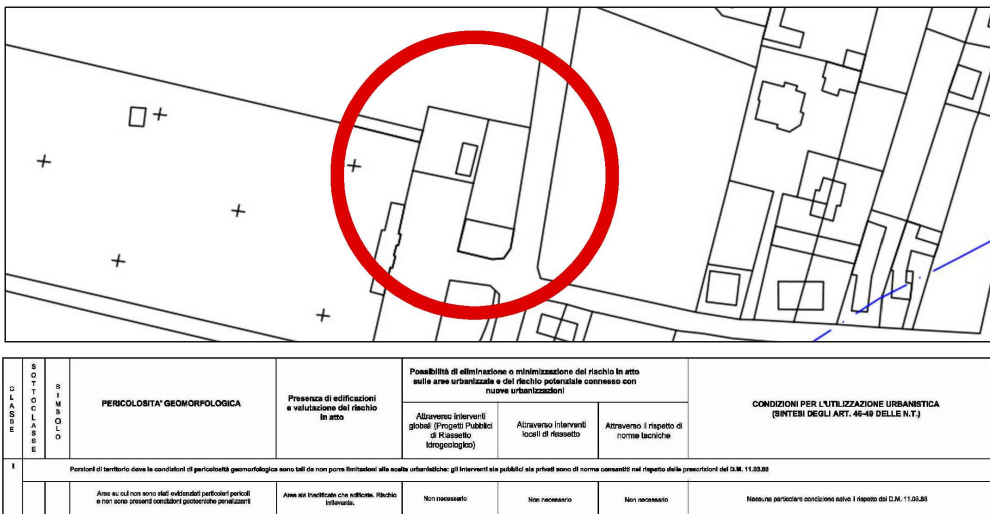 CLASSE
SOTTOCLASSE
SIMBOLO
PERICOLOSITA' GEOMORFOLOGICA
Presenza di edificazioni
e valutazione del rischio
in atto
Possibilità di eliminazione o minimizzazione del rischio in atto
sulle aree urbanizzate e del rischio potenziale connesso con
nuove urbanizzazioni
Attraverso interventi
globali (Progetti Pubblici
di Riassetto
Idrogeologico)
Attraverso interventi
locali di riassetto
Attraverso il rispetto di
norme tecniche
CONDIZIONI PER L'UTILIZZAZIONE URBANISTICA
(SINTESI DEGLI ART. 46-49 DELLE N.T.)
I
Porzioni di territorio dove le condizioni di pericolosità geomorfologica sono tali da non porre limitazioni alle scelte urbanistiche: gli interventi sia pubblici sia privati sono di norma consentiti nel rispetto delle prescrizioni del D.M. 11.03.88
Aree su cui non sono stati evidenziati particolari pericoli
e non sono presenti condizioni geotecniche penalizzanti
Aree sia inedificate che edificate. Rischio
irrilevante.
Non necessario
Non necessario
Non necessario
Nessuna particolare condizione salvo il rispetto del D.M. 11.03.88